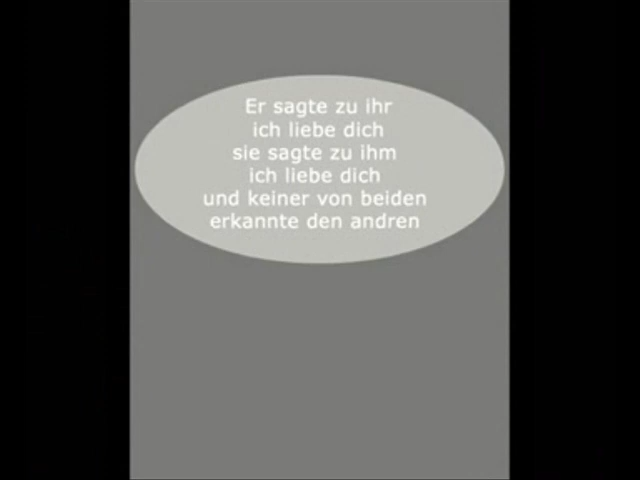 Er sagte zu ihr
ich liebe dich
sie sagte zu ihm
ich liebe dich
und keiner von beiden
erkannte den andren